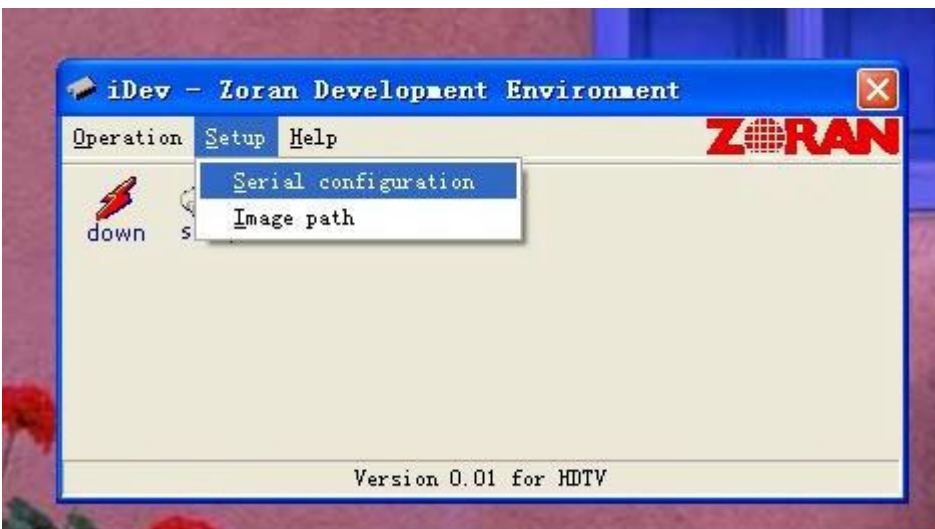 iDev - Zoran Development Environment
Operation Setup Help
ZORAN
Serial configuration
Image path
down
Version 0.01 for HDTV